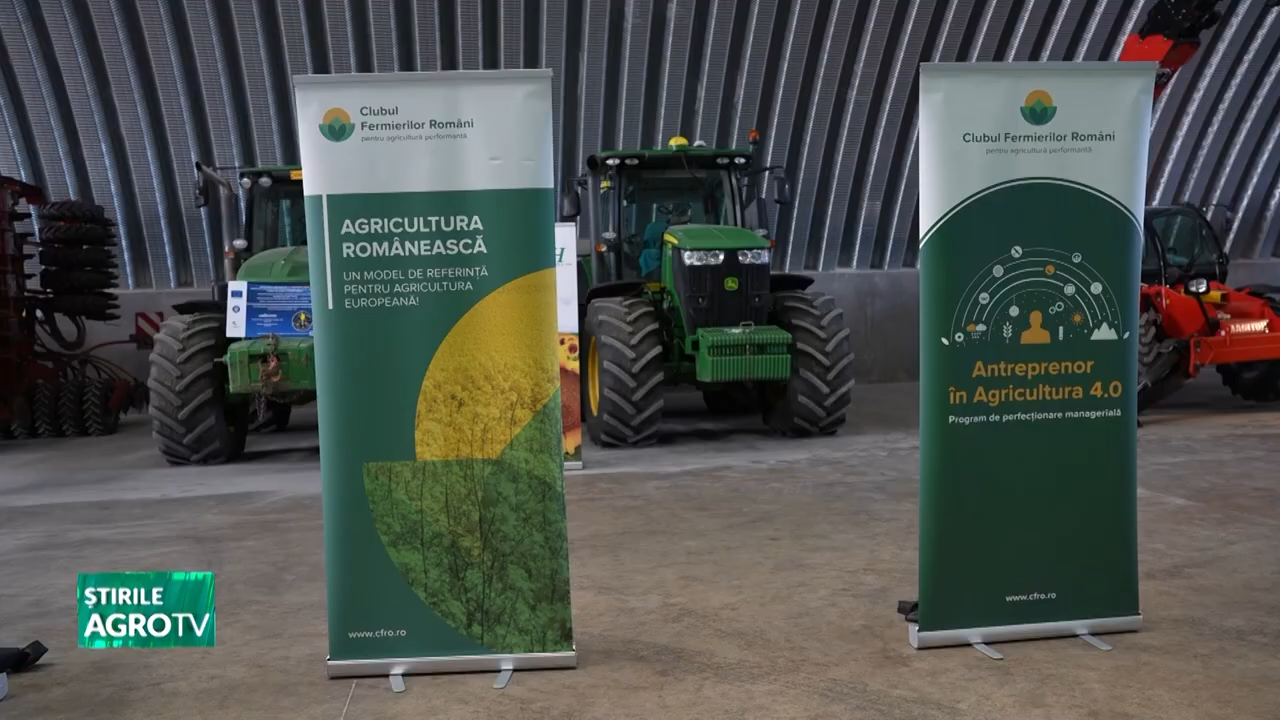 Clubul
Fermierilor Români
pentru agricultură performantă
AGRICULTURA
ROMÂNEASCĂ
UN MODEL DE REFERINȚĂ
PENTRU AGRICULTURA
EUROPEANĂ!
www.cfro.ro
H
Clubul Fermierilor Români
pentru agricultură performantă
Antreprenor
în Agricultura 4.0
Program de perfecționare managerială
www.cfro.ro
ȘTIRILE
AGROTV